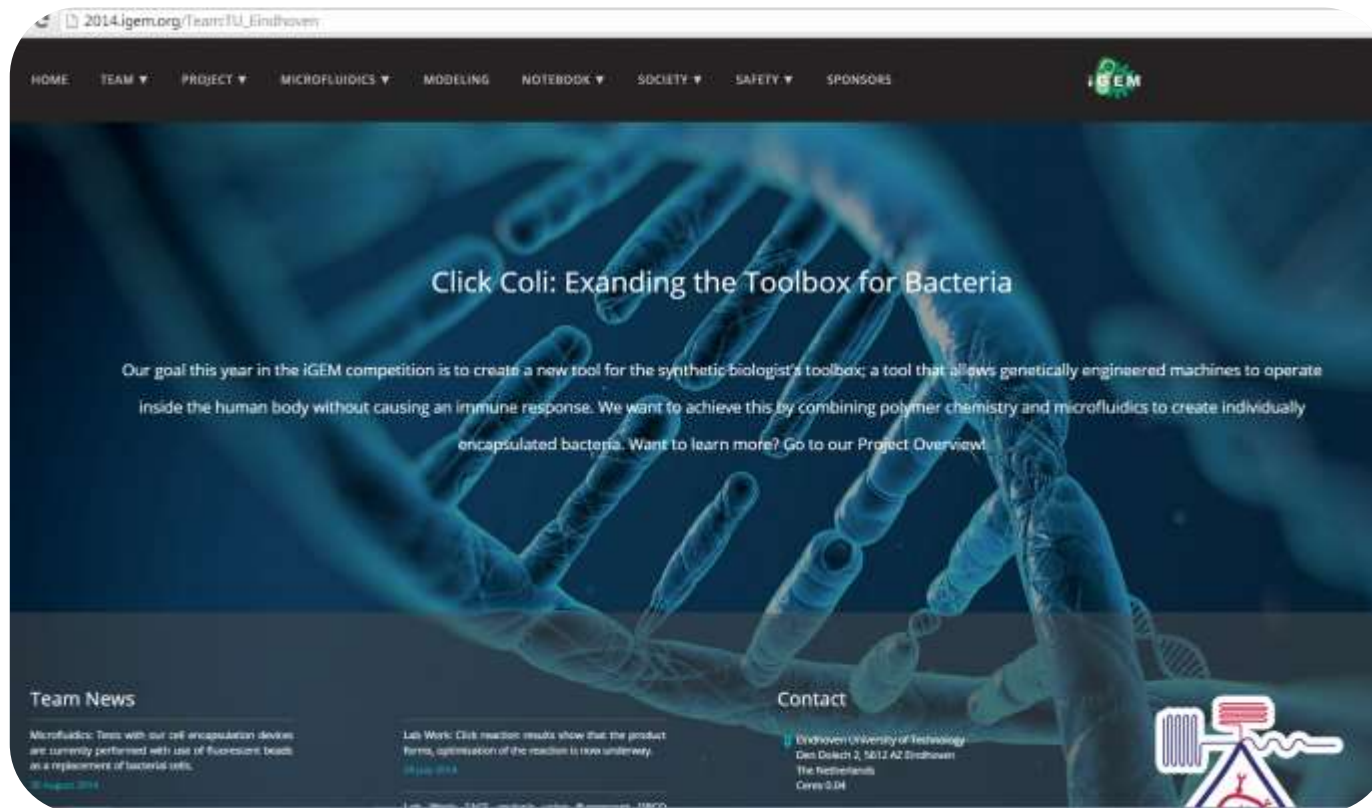 2014.igem.org/Team:TU_Eindhoven
HOME TEAM ▼ PROJECT ▼ MICROFLUIDICS ▼ MODELING NOTEBOOK ▼ SOCIETY ▼ SAFETY ▼ SPONSORS
iGEM
Click Coli: Exanding the Toolbox for Bacteria
Our goal this year in the iGEM competition is to create a new tool for the synthetic biologist's toolbox; a tool that allows genetically engineered machines to operate
inside the human body without causing an immune response. We want to achieve this by combining polymer chemistry and microfluidics to create individually
encapsulated bacteria. Want to learn more? Go to our Project Overview!
Team News
Microfluidics: Tests with our cell encapsulation devices
are currently performed with use of fluorescent beads
as a replacement of bacterial cells.
August 2014
Lab Work: Click reaction results show that the product
forms, optimisation of the reaction is now underway.
July 2014
Contact
Eindhoven University of Technology
Den Dolech 2, 5612 AZ Eindhoven
The Netherlands
Ceres 0.04